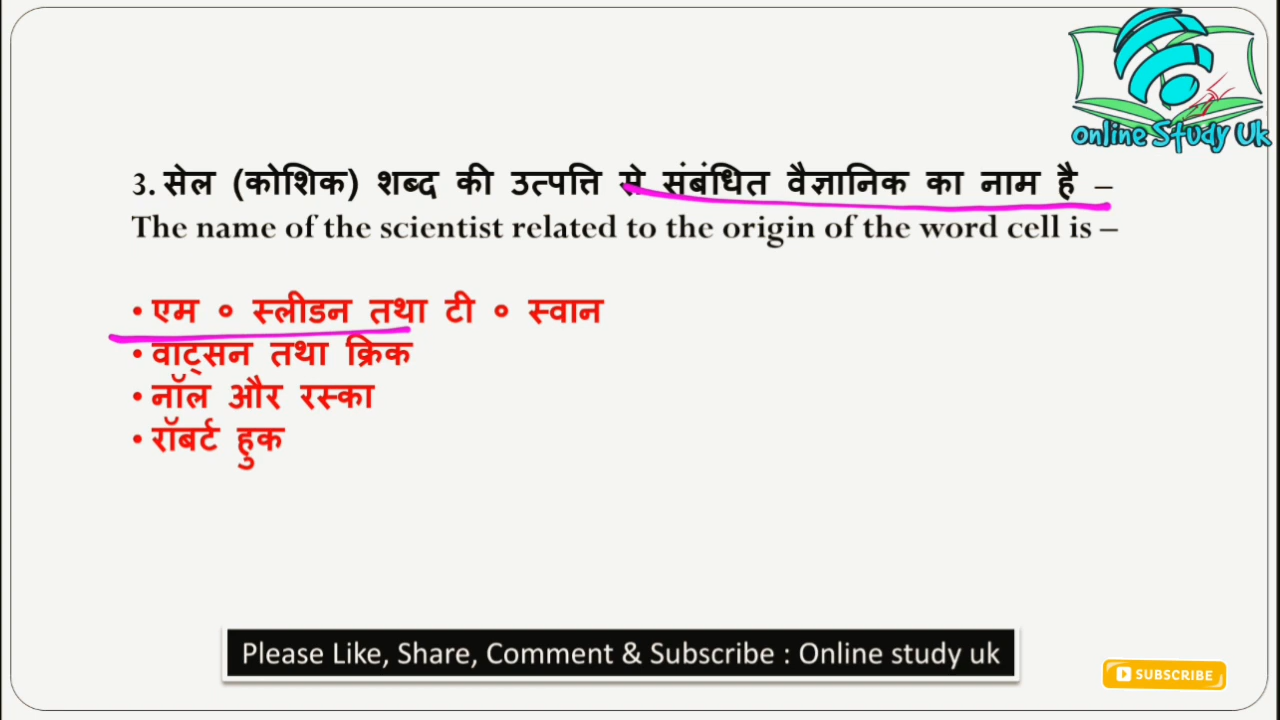 Online Study Uk
3. सेल (कोशिक) शब्द की उत्पत्ति से संबंधित वैज्ञानिक का नाम है –
The name of the scientist related to the origin of the word cell is –
• एम ० स्लीडन तथा टी ० स्वान
• वाट्सन तथा क्रिक
• नॉल और रस्का
• रॉबर्ट हुक
Please Like, Share, Comment & Subscribe : Online study uk
SUBSCRIBE